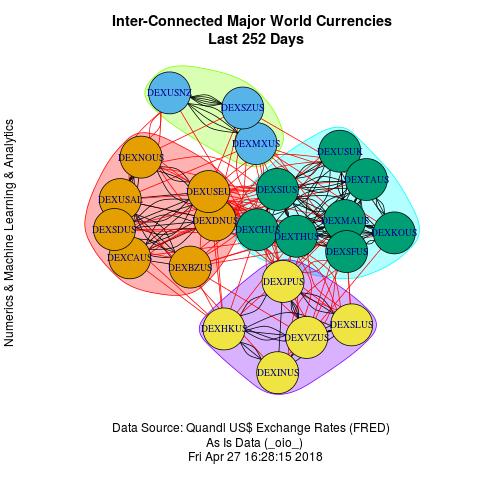 Inter-Connected Major World Currencies
Last 252 Days
Numerics & Machine Learning & Analytics
DEXUSNZ
DEXSZUS
DEXMXUS
DEXUSUK
DEXNOUS
DEXTAUS
DEXUSEU
DEXSIUS
DEXUSAL
DEXDNUS
DEXMAUS
DEXSDUS
DEXCHUS
DEXTHUS
DEXKOUS
DEXCAUS
DEXSFUS
DEXBZUS
DEXJPUS
DEXHKUS
DEXSLUS
DEXVZUS
DEXINUS
Data Source: Quandl US$ Exchange Rates (FRED)
As Is Data (_oio_)
Fri Apr 27 16:28:15 2018